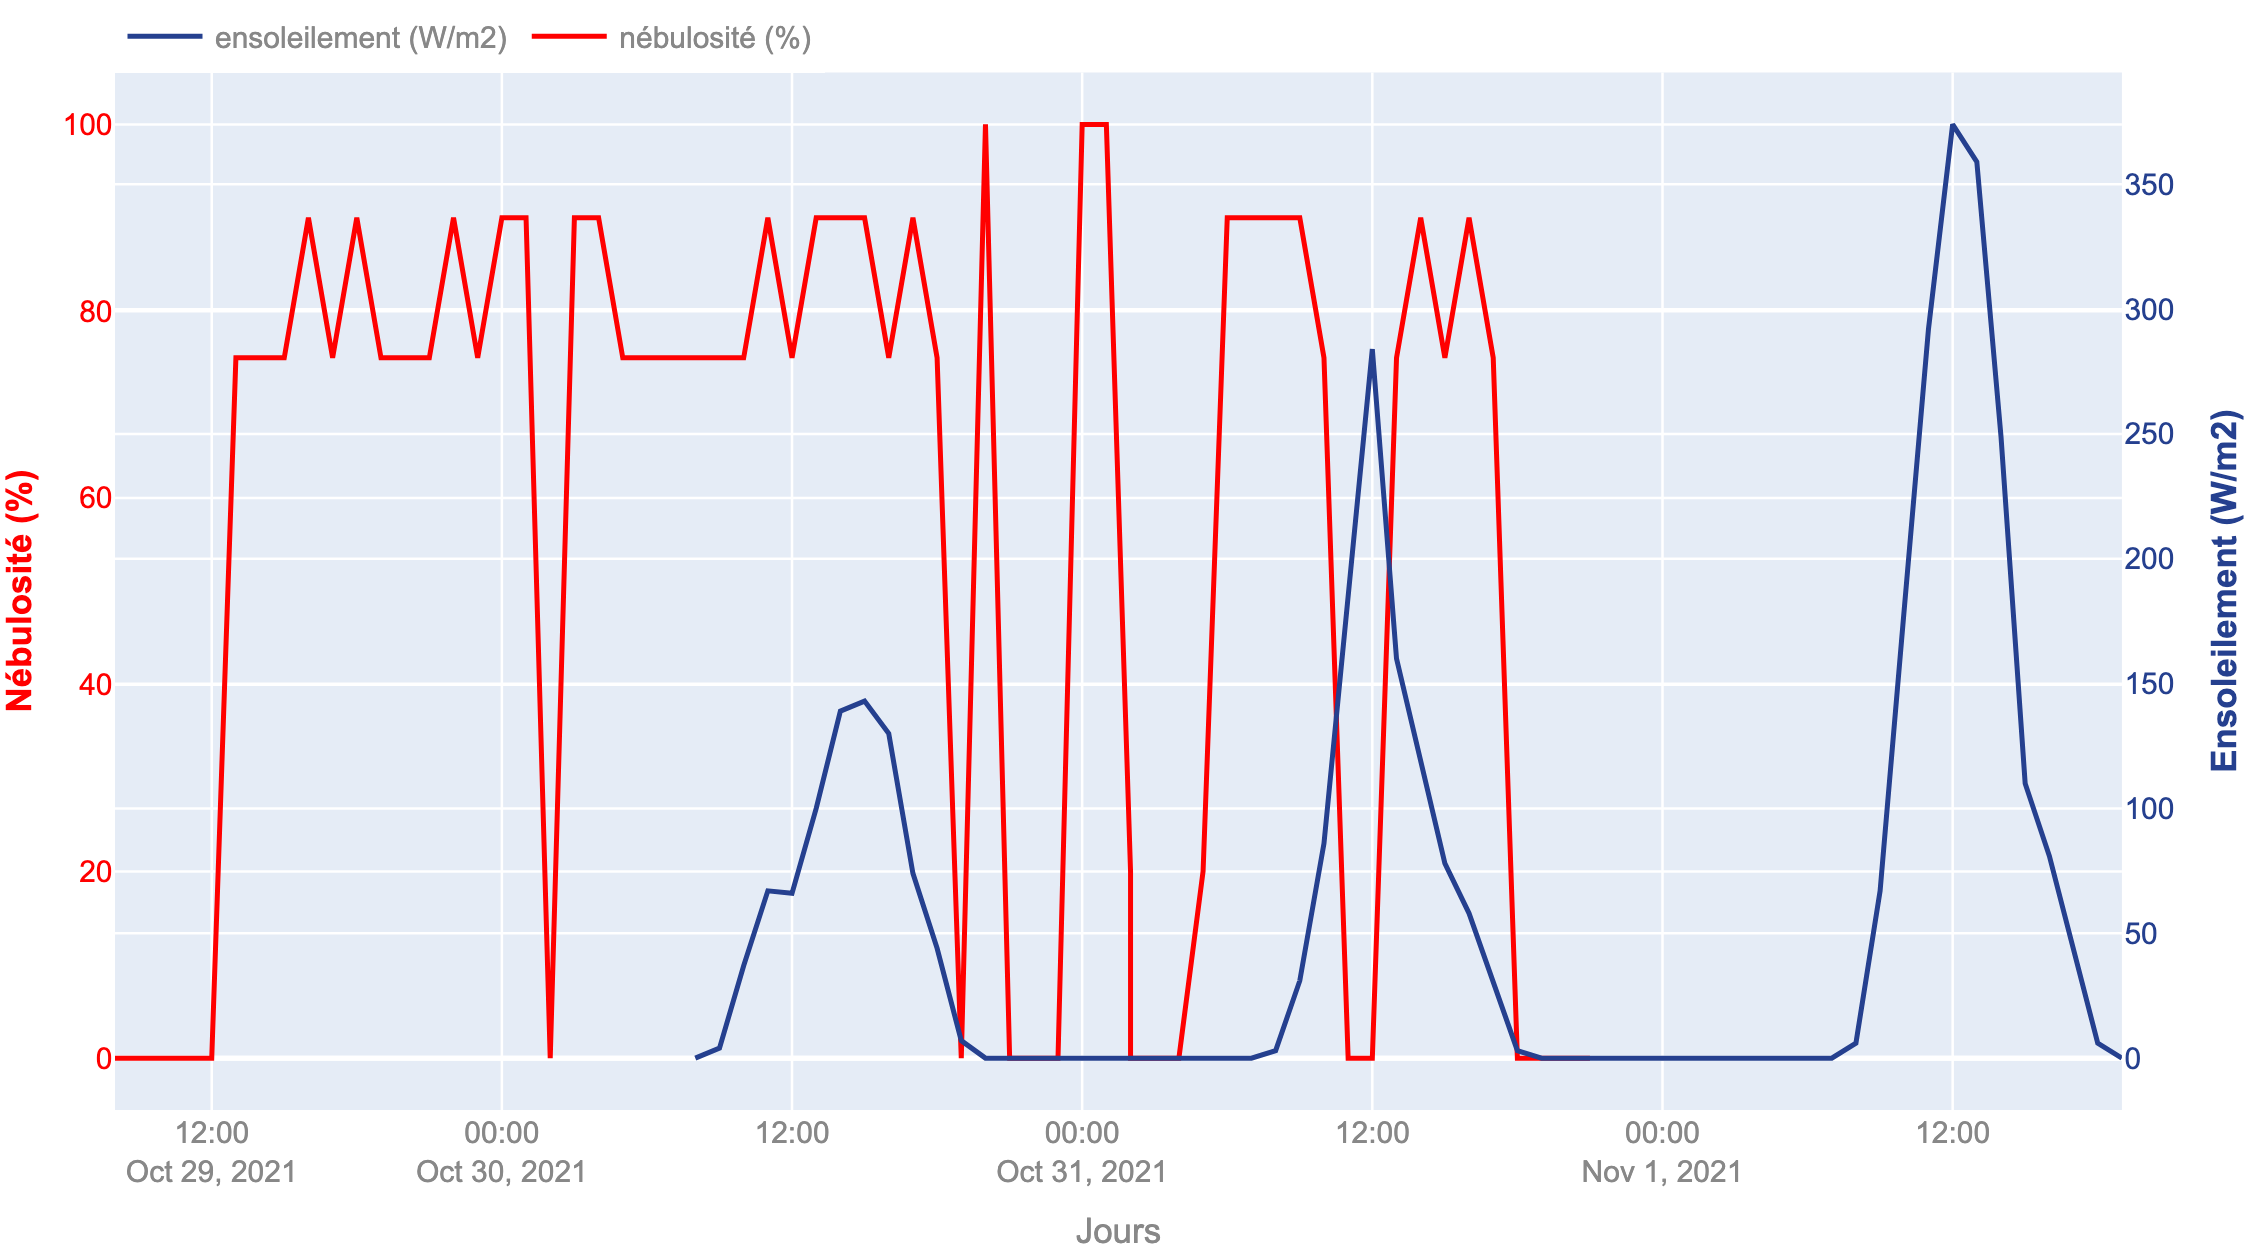 ensoleilement (W/m2) nébulosité (%)
100
80
60
40
20
0
Nébulosité (%)
350
300
250
200
150
100
50
0
Ensoleilement (W/m2)
12:00 00:00 12:00 00:00 12:00 00:00 12:00
Oct 29, 2021 Oct 30, 2021 Oct 31, 2021 Nov 1, 2021
Jours